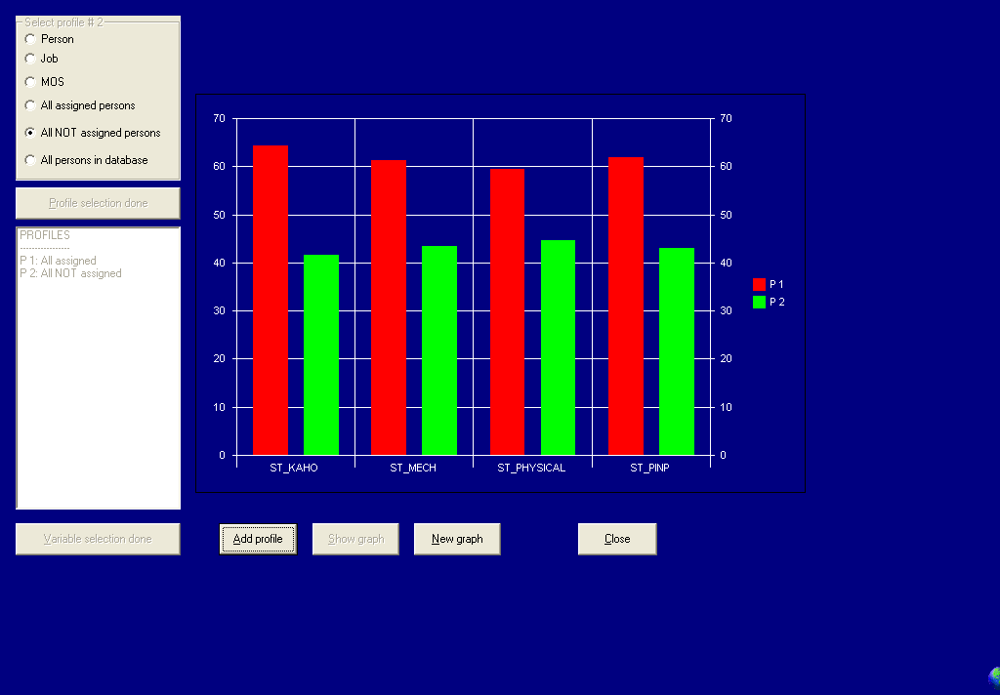 Select profile # 2
Person
Job
MOS
All assigned persons
All NOT assigned persons
All persons in database
Profile selection done
PROFILES
---------------
P 1: All assigned
P 2: All NOT assigned
Variable selection done
70 70
60 60
50 50
40 40
30 30
20 20
10 10
0 0
ST_KAHO ST_MECH ST_PHYSICAL ST_PINP
P 1
P 2
Add profile Show graph New graph Close